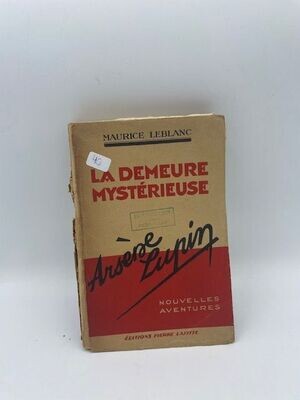 MAURICE LEBLANC
45
LA DEMEURE
MYSTÉRIEUSE
Arsène
Lupin
NOUVELLES
AVENTURES
ÉDITIONS PIERRE LAFITTE